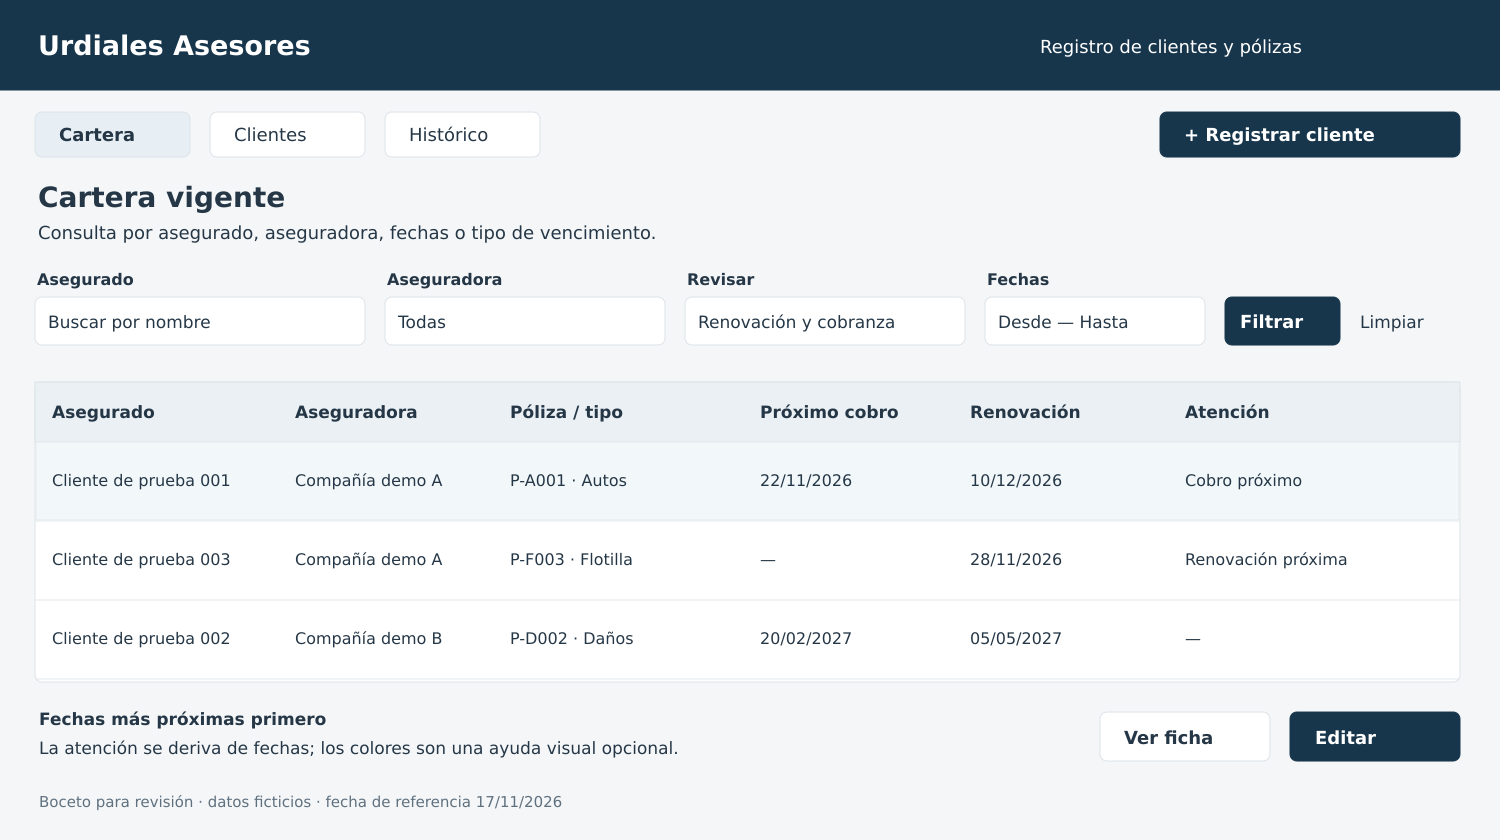 Urdiales Asesores
Registro de clientes y pólizas
Cartera
Clientes
Histórico
+ Registrar cliente
Cartera vigente
Consulta por asegurado, aseguradora, fechas o tipo de vencimiento.
Asegurado
Aseguradora
Revisar
Fechas
Buscar por nombre
Todas
Renovación y cobranza
Desde — Hasta
Filtrar
Limpiar
Asegurado Aseguradora Póliza / tipo Próximo cobro Renovación Atención
Cliente de prueba 001 Compañía demo A P-A001 · Autos 22/11/2026 10/12/2026 Cobro próximo
Cliente de prueba 003 Compañía demo A P-F003 · Flotilla — 28/11/2026 Renovación próxima
Cliente de prueba 002 Compañía demo B P-D002 · Daños 20/02/2027 05/05/2027 —
Fechas más próximas primero
La atención se deriva de fechas; los colores son una ayuda visual opcional.
Ver ficha
Editar
Boceto para revisión · datos ficticios · fecha de referencia 17/11/2026